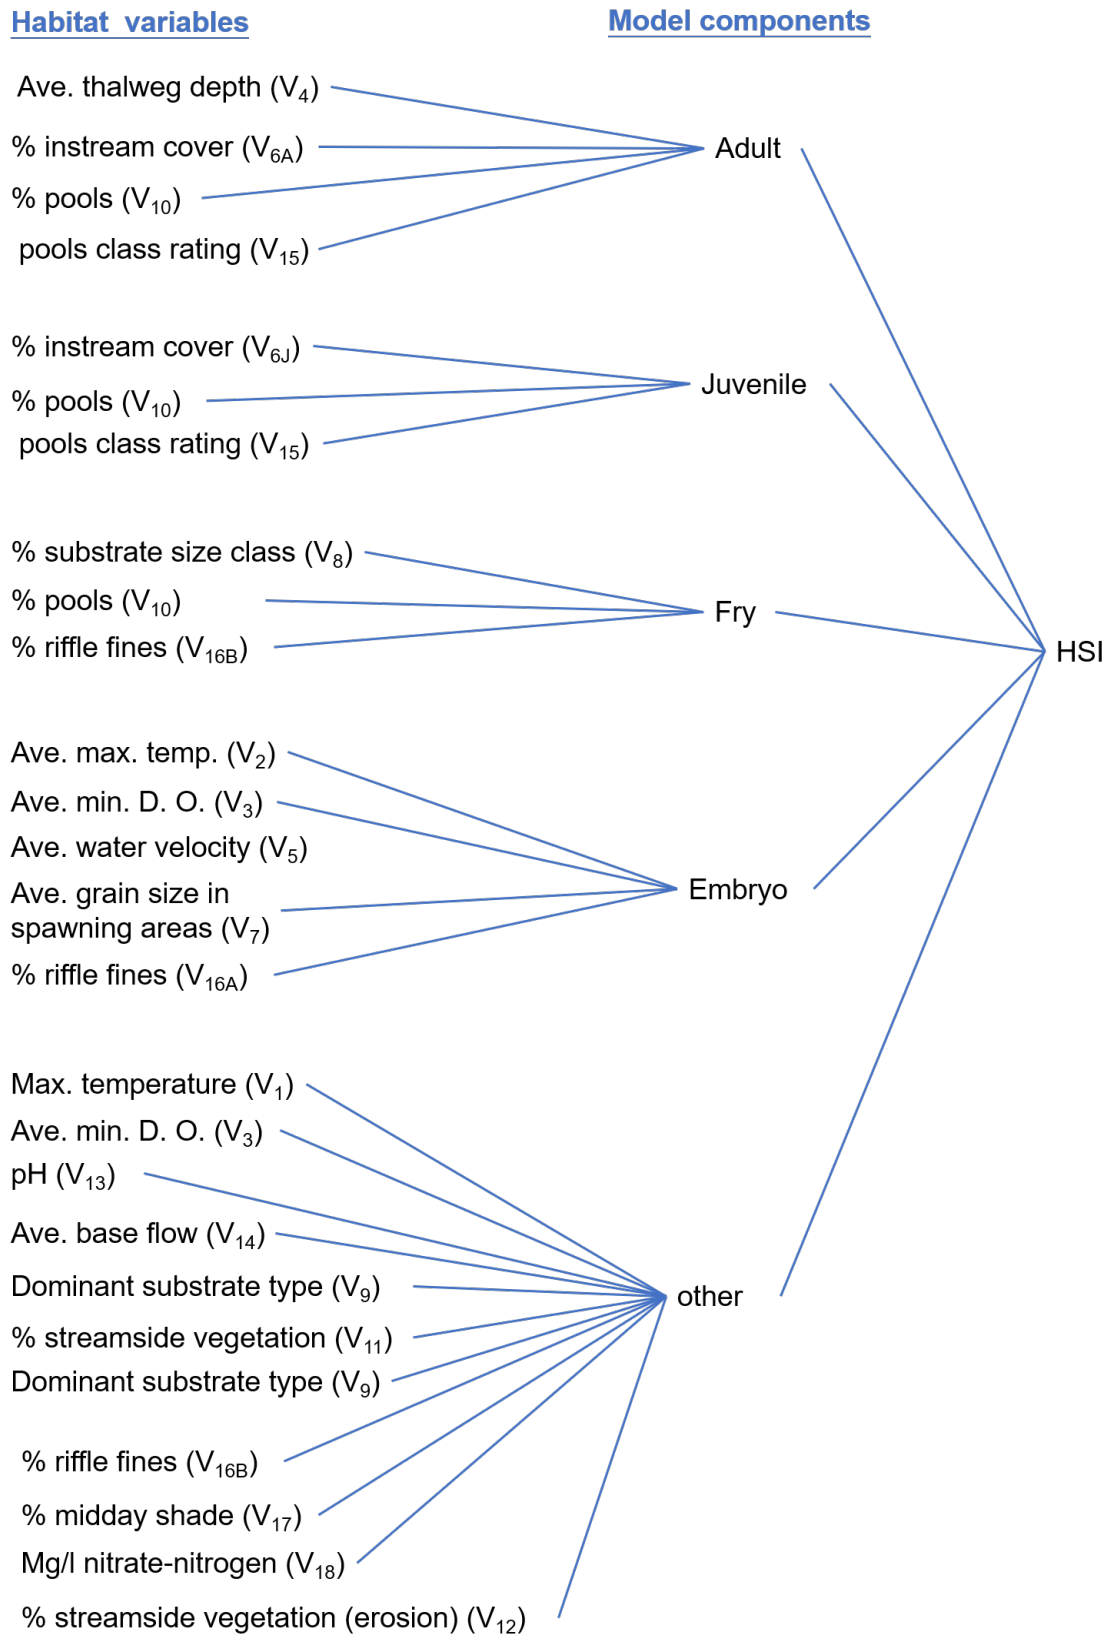 Habitat variables
Model components
Ave. thalweg depth (V4)
% instream cover (V6A)
% pools (V10)
pools class rating (V15)
Adult
% instream cover (V6J)
% pools (V10)
pools class rating (V15)
Juvenile
% substrate size class (V8)
% pools (V10)
% riffle fines (V16B)
Fry
HSI
Ave. max. temp. (V2)
Ave. min. D. O. (V3)
Ave. water velocity (V5)
Ave. grain size in
spawning areas (V7)
% riffle fines (V16A)
Embryo
Max. temperature (V1)
Ave. min. D. O. (V3)
pH (V13)
Ave. base flow (V14)
Dominant substrate type (V9)
% streamside vegetation (V11)
Dominant substrate type (V9)
% riffle fines (V16B)
% midday shade (V17)
Mg/l nitrate-nitrogen (V18)
% streamside vegetation (erosion) (V12)
other